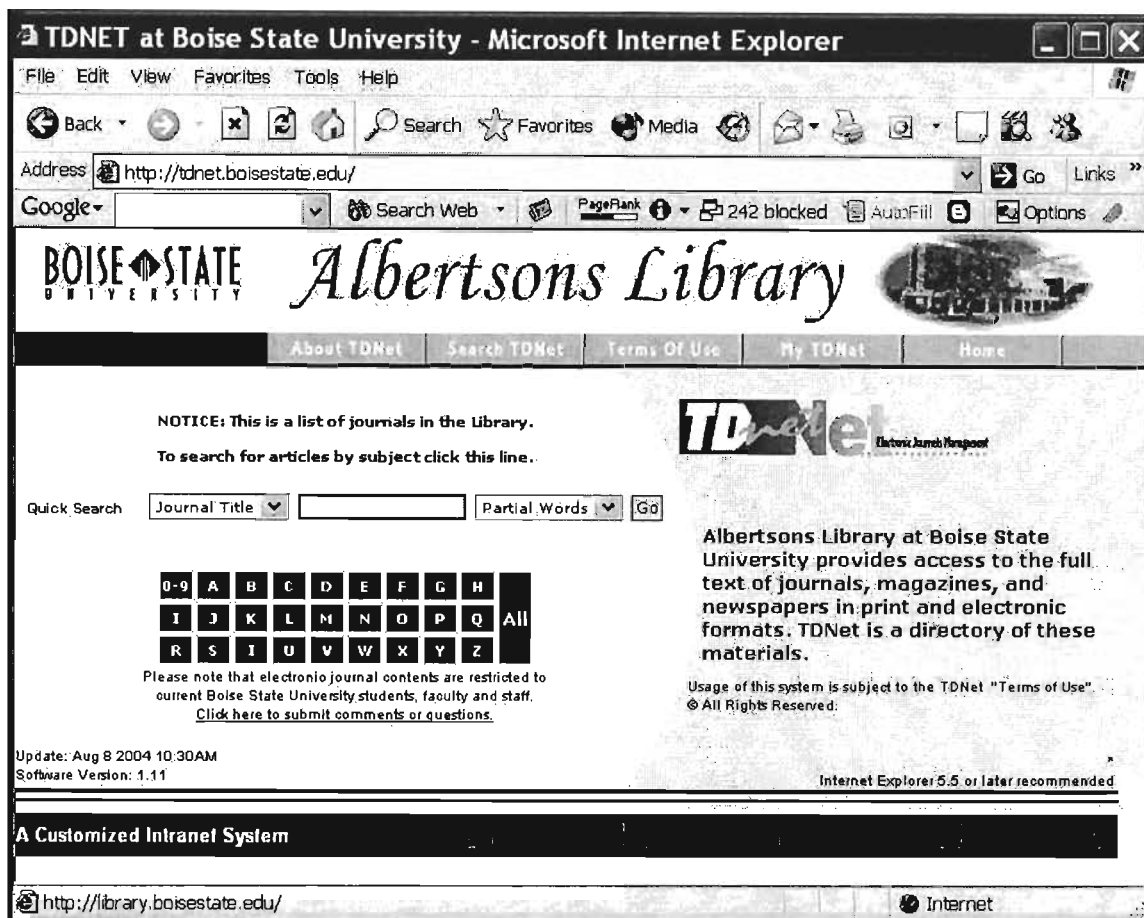 TDNET at Boise State University - Microsoft Internet Explorer
File Edit View Favorites Tools Help
Back Search Favorites Media
Address http://tdnet.boisestate.edu/ Go Links »
Google Search Web PageRank 242 blocked AutoFill Options
BOISE STATE
UNIVERSITY
Albertsons Library
About TDNet Search TDNet Terms Of Use My TDNet Home
NOTICE: This is a list of journals in the Library.
To search for articles by subject click this line.
TDnet Net Electronic Journals Management
Quick Search Journal Title Partial Words Go
Albertsons Library at Boise State
University provides access to the full
text of journals, magazines, and
newspapers in print and electronic
formats. TDNet is a directory of these
materials.
0-9 A B C D E F G H
I J K L M N O P Q All
R S T U V W X Y Z
Please note that electronic journal contents are restricted to
current Boise State University students, faculty and staff.
Click here to submit comments or questions.
Usage of this system is subject to the TDNet "Terms of Use".
© All Rights Reserved.
Update: Aug 8 2004 10:30AM
Software Version: 1.11
Internet Explorer 5.5 or later recommended
A Customized Intranet System
http://library.boisestate.edu/ Internet